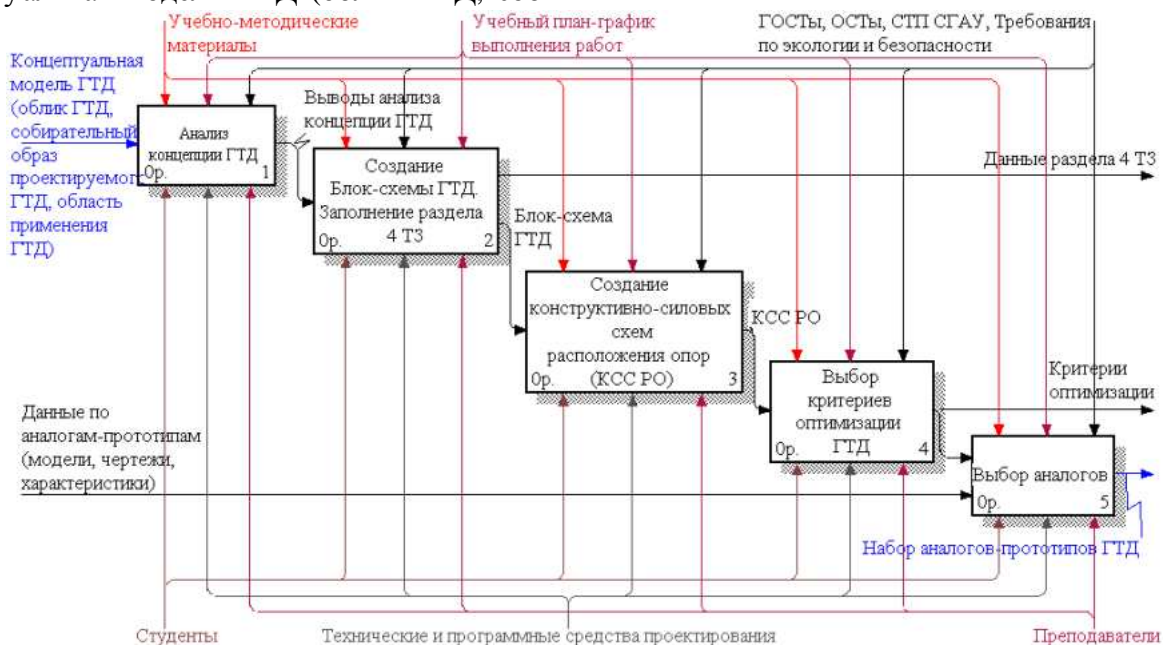 Учебно-методические
материалы
Учебный план-график
выполнения работ
ГОСТы, ОСТы, СТП СГАУ, Требования
по экологии и безопасности
Концептуальная
модель ГТД
(облик ГТД,
собирательный
образ
проектируемого
ГТД, область
применения
ГТД)
Анализ
концепции ГТД
0р. 1
Выводы анализа
концепции ГТД
Создание
Блок-схемы ГТД.
Заполнение раздела
4 ТЗ
0р. 2
Данные раздела 4 ТЗ
Блок-схема
ГТД
Создание
конструктивно-силовых
схем
расположения опор
(КСС РО)
0р. 3
КСС РО
Выбор
критериев
оптимизации
ГТД
0р. 4
Критерии
оптимизации
Данные по
аналогам-прототипам
(модели, чертежи,
характеристики)
Выбор аналогов
0р. 5
Набор аналогов-прототипов ГТД
Студенты
Технические и программные средства проектирования
Преподаватели